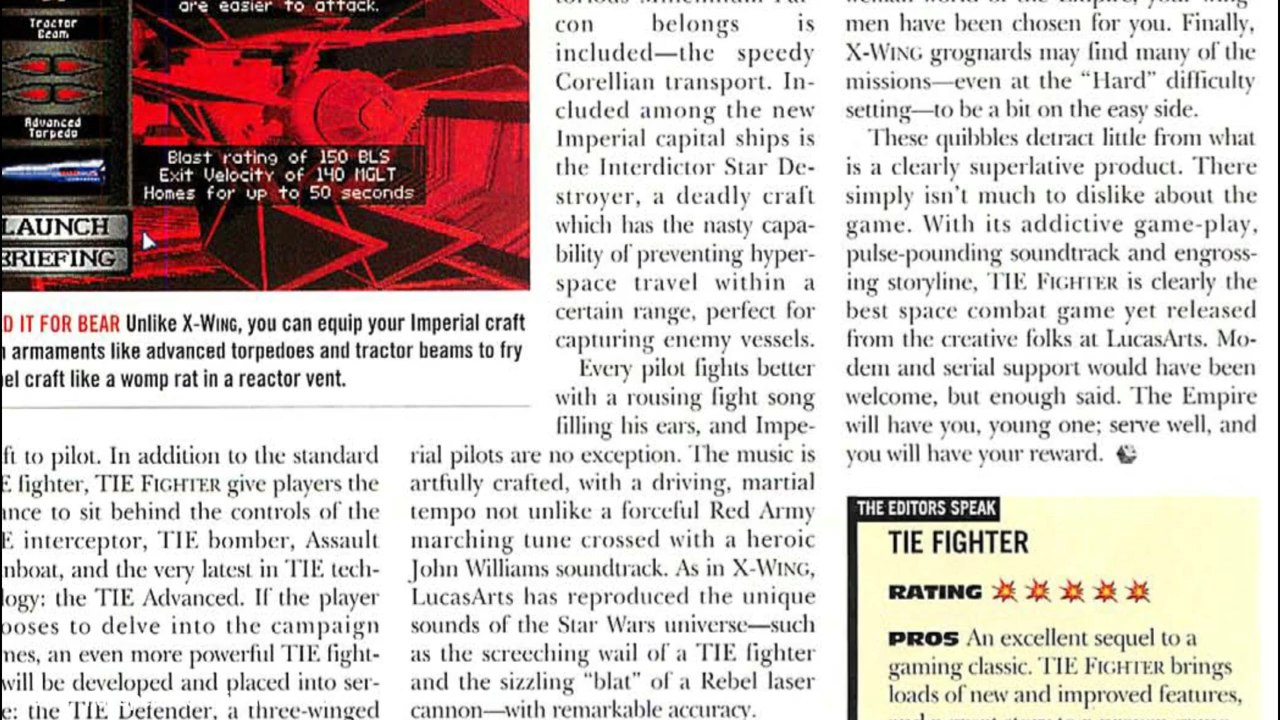 are easier to attack.
Tractor
Beam
Advanced
Torpedo
Blast rating of 150 BLS
Exit Velocity of 140 MGLT
Homes for up to 50 seconds
LAUNCH
BRIEFING
D IT FOR BEAR Unlike X-WING, you can equip your Imperial craft
armaments like advanced torpedoes and tractor beams to fry
el craft like a womp rat in a reactor vent.
ft to pilot. In addition to the standard
E fighter, TIE FIGHTER give players the
ance to sit behind the controls of the
E interceptor, TIE bomber, Assault
nboat, and the very latest in TIE tech-
logy: the TIE Advanced. If the player
ooses to delve into the campaign
mes, an even more powerful TIE fight-
will be developed and placed into ser-
e: the TIE Defender, a three-winged
con belongs is
included—the speedy
Corellian transport. In-
cluded among the new
Imperial capital ships is
the Interdictor Star De-
stroyer, a deadly craft
which has the nasty capa-
bility of preventing hyper-
space travel within a
certain range, perfect for
capturing enemy vessels.
Every pilot fights better
with a rousing fight song
filling his ears, and Impe-
rial pilots are no exception. The music is
artfully crafted, with a driving, martial
tempo not unlike a forceful Red Army
marching tune crossed with a heroic
John Williams soundtrack. As in X-WING,
LucasArts has reproduced the unique
sounds of the Star Wars universe—such
as the screeching wail of a TIE fighter
and the sizzling “blat” of a Rebel laser
cannon—with remarkable accuracy.
men have been chosen for you. Finally,
X-WING grognards may find many of the
missions—even at the “Hard” difficulty
setting—to be a bit on the easy side.
These quibbles detract little from what
is a clearly superlative product. There
simply isn’t much to dislike about the
game. With its addictive game-play,
pulse-pounding soundtrack and engross-
ing storyline, TIE FIGHTER is clearly the
best space combat game yet released
from the creative folks at LucasArts. Mo-
dem and serial support would have been
welcome, but enough said. The Empire
will have you, young one; serve well, and
you will have your reward.
THE EDITORS SPEAK
TIE FIGHTER
RATING
PROS An excellent sequel to a
gaming classic. TIE FIGHTER brings
loads of new and improved features,